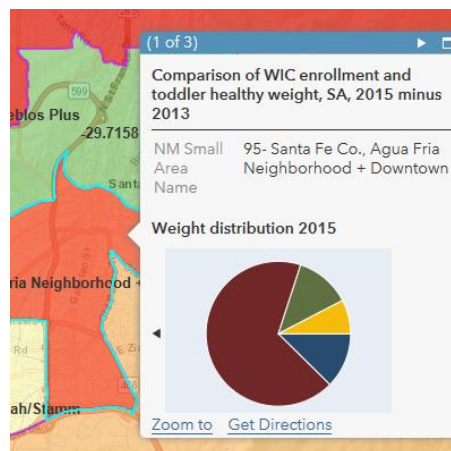 (1 of 3)
Comparison of WIC enrollment and
toddler healthy weight, SA, 2015 minus
2013
NM Small Area Name
95- Santa Fe Co., Agua Fria
Neighborhood + Downtown
Weight distribution 2015
Zoom to Get Directions
599
eblos Plus
-29.7158
Santa
ria Neighborhood +
Rd
ah/Stamm